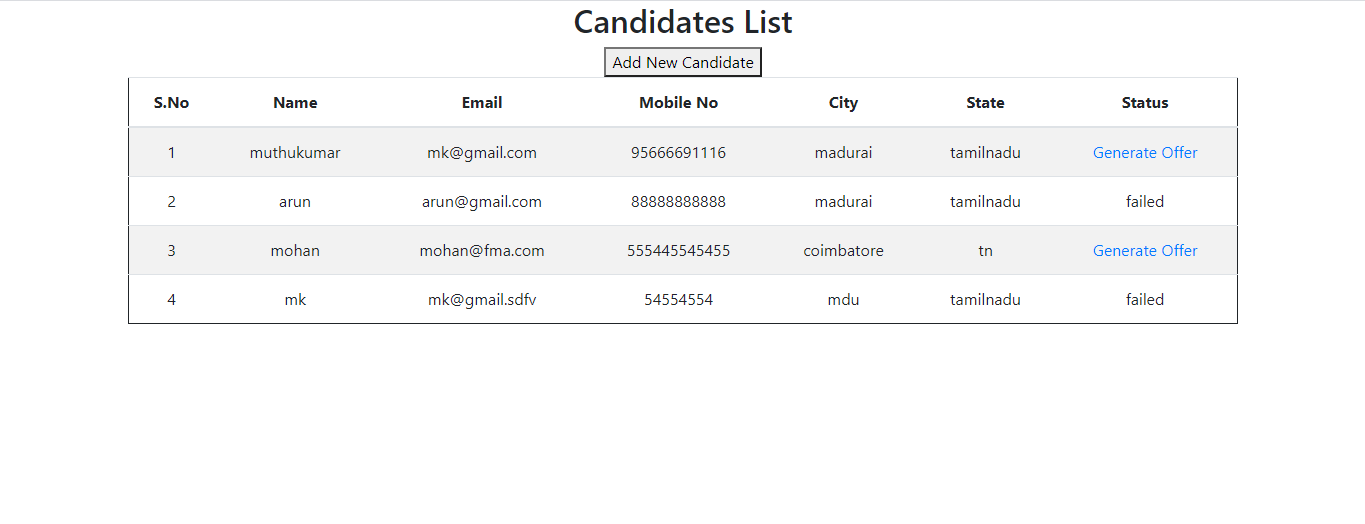 Candidates List
Add New Candidate
S.No Name Email Mobile No City State Status
1 muthukumar mk@gmail.com 95666691116 madurai tamilnadu Generate Offer
2 arun arun@gmail.com 88888888888 madurai tamilnadu failed
3 mohan mohan@fma.com 555445545455 coimbatore tn Generate Offer
4 mk mk@gmail.sdfv 54554554 mdu tamilnadu failed